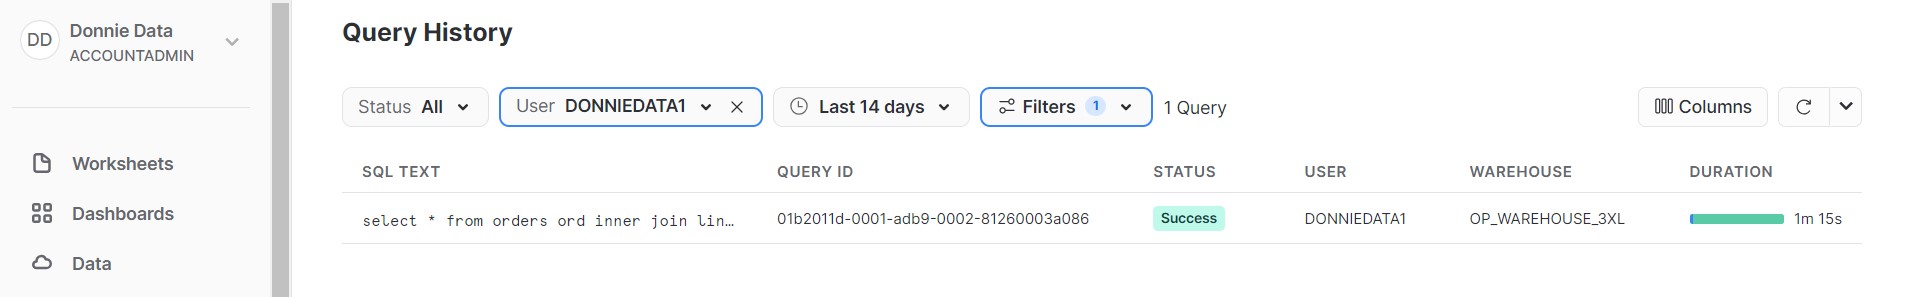 DD
Donnie Data
ACCOUNTADMIN
Worksheets
Dashboards
Data
Query History
Status All
User DONNIEDATA1
Last 14 days
Filters 1
1 Query
Columns
SQL TEXT QUERY ID STATUS USER WAREHOUSE DURATION
select * from orders ord inner join lin… 01b2011d-0001-adb9-0002-81260003a086 Success DONNIEDATA1 OP_WAREHOUSE_3XL 1m 15s